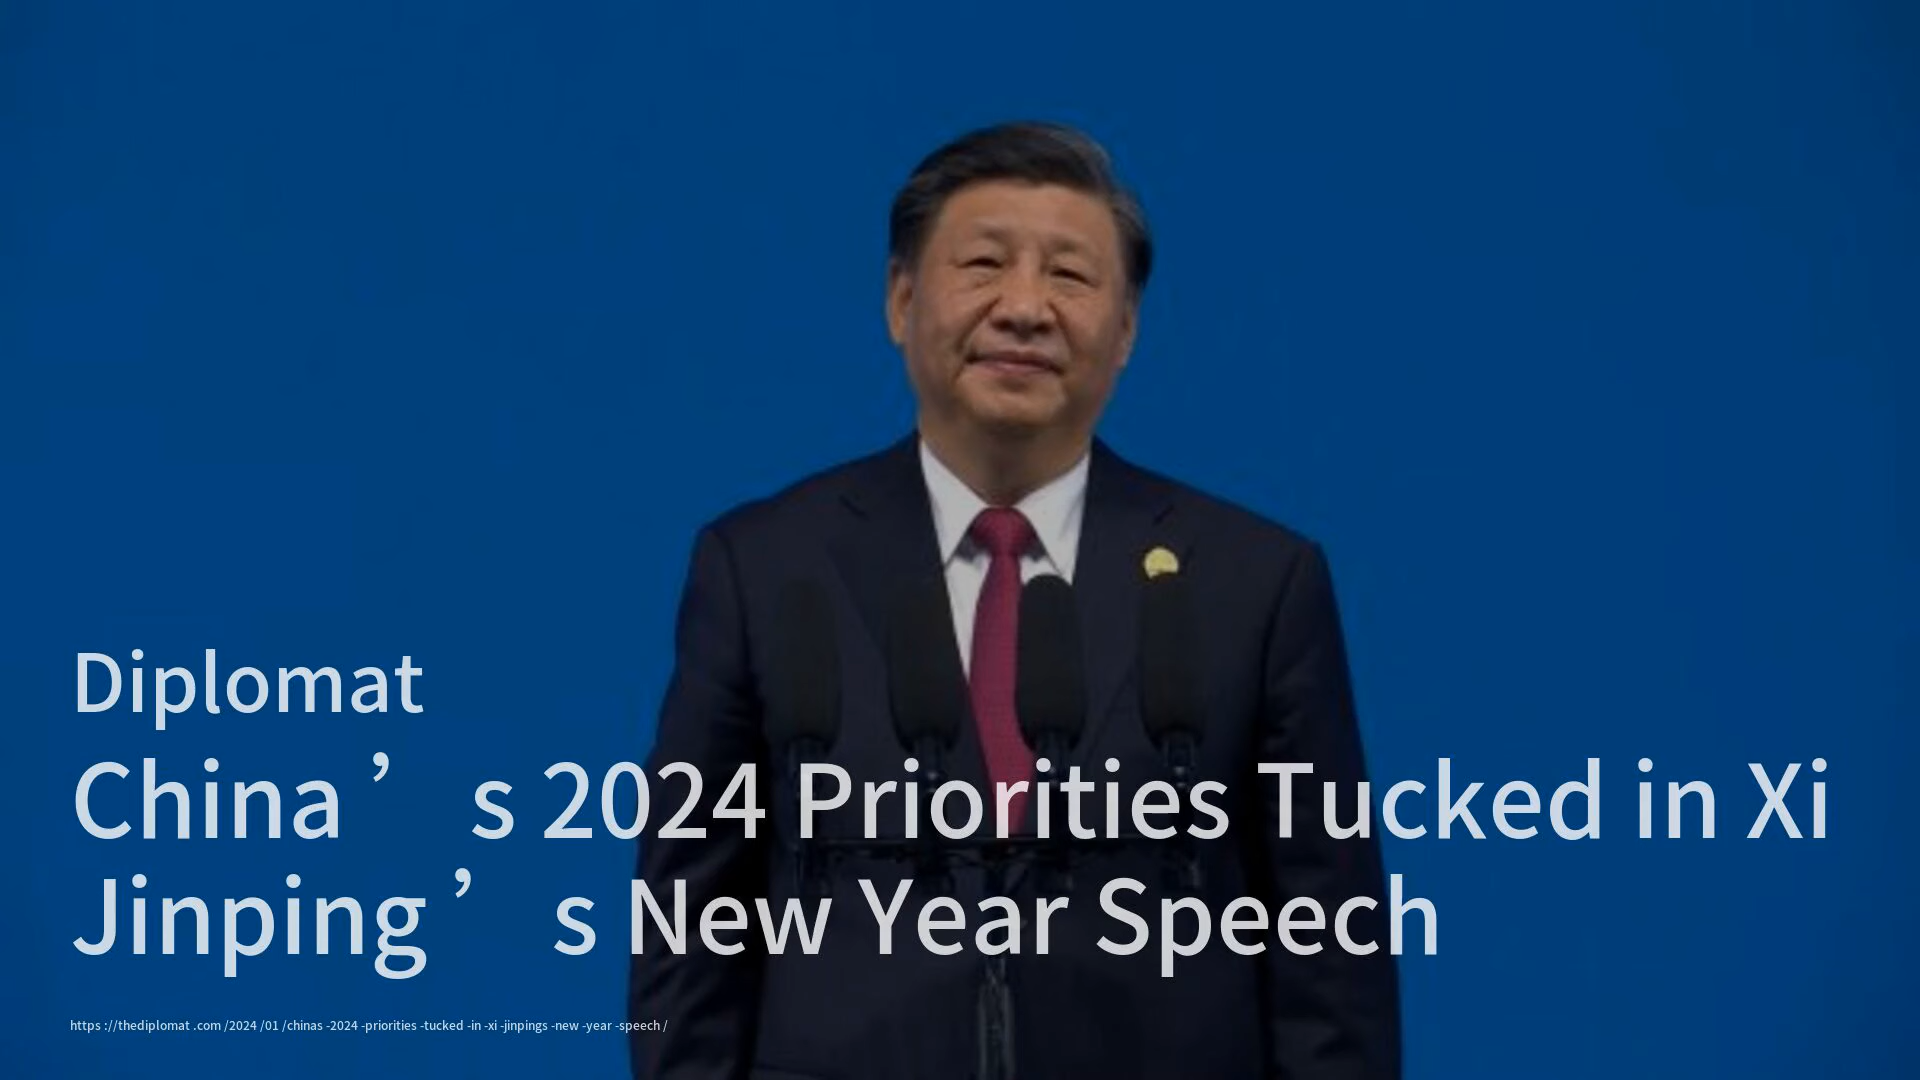 Diplomat
China’s 2024 Priorities Tucked in Xi
Jinping’s New Year Speech
https://thediplomat.com/2024/01/chinas-2024-priorities-tucked-in-xi-jinpings-new-year-speech/